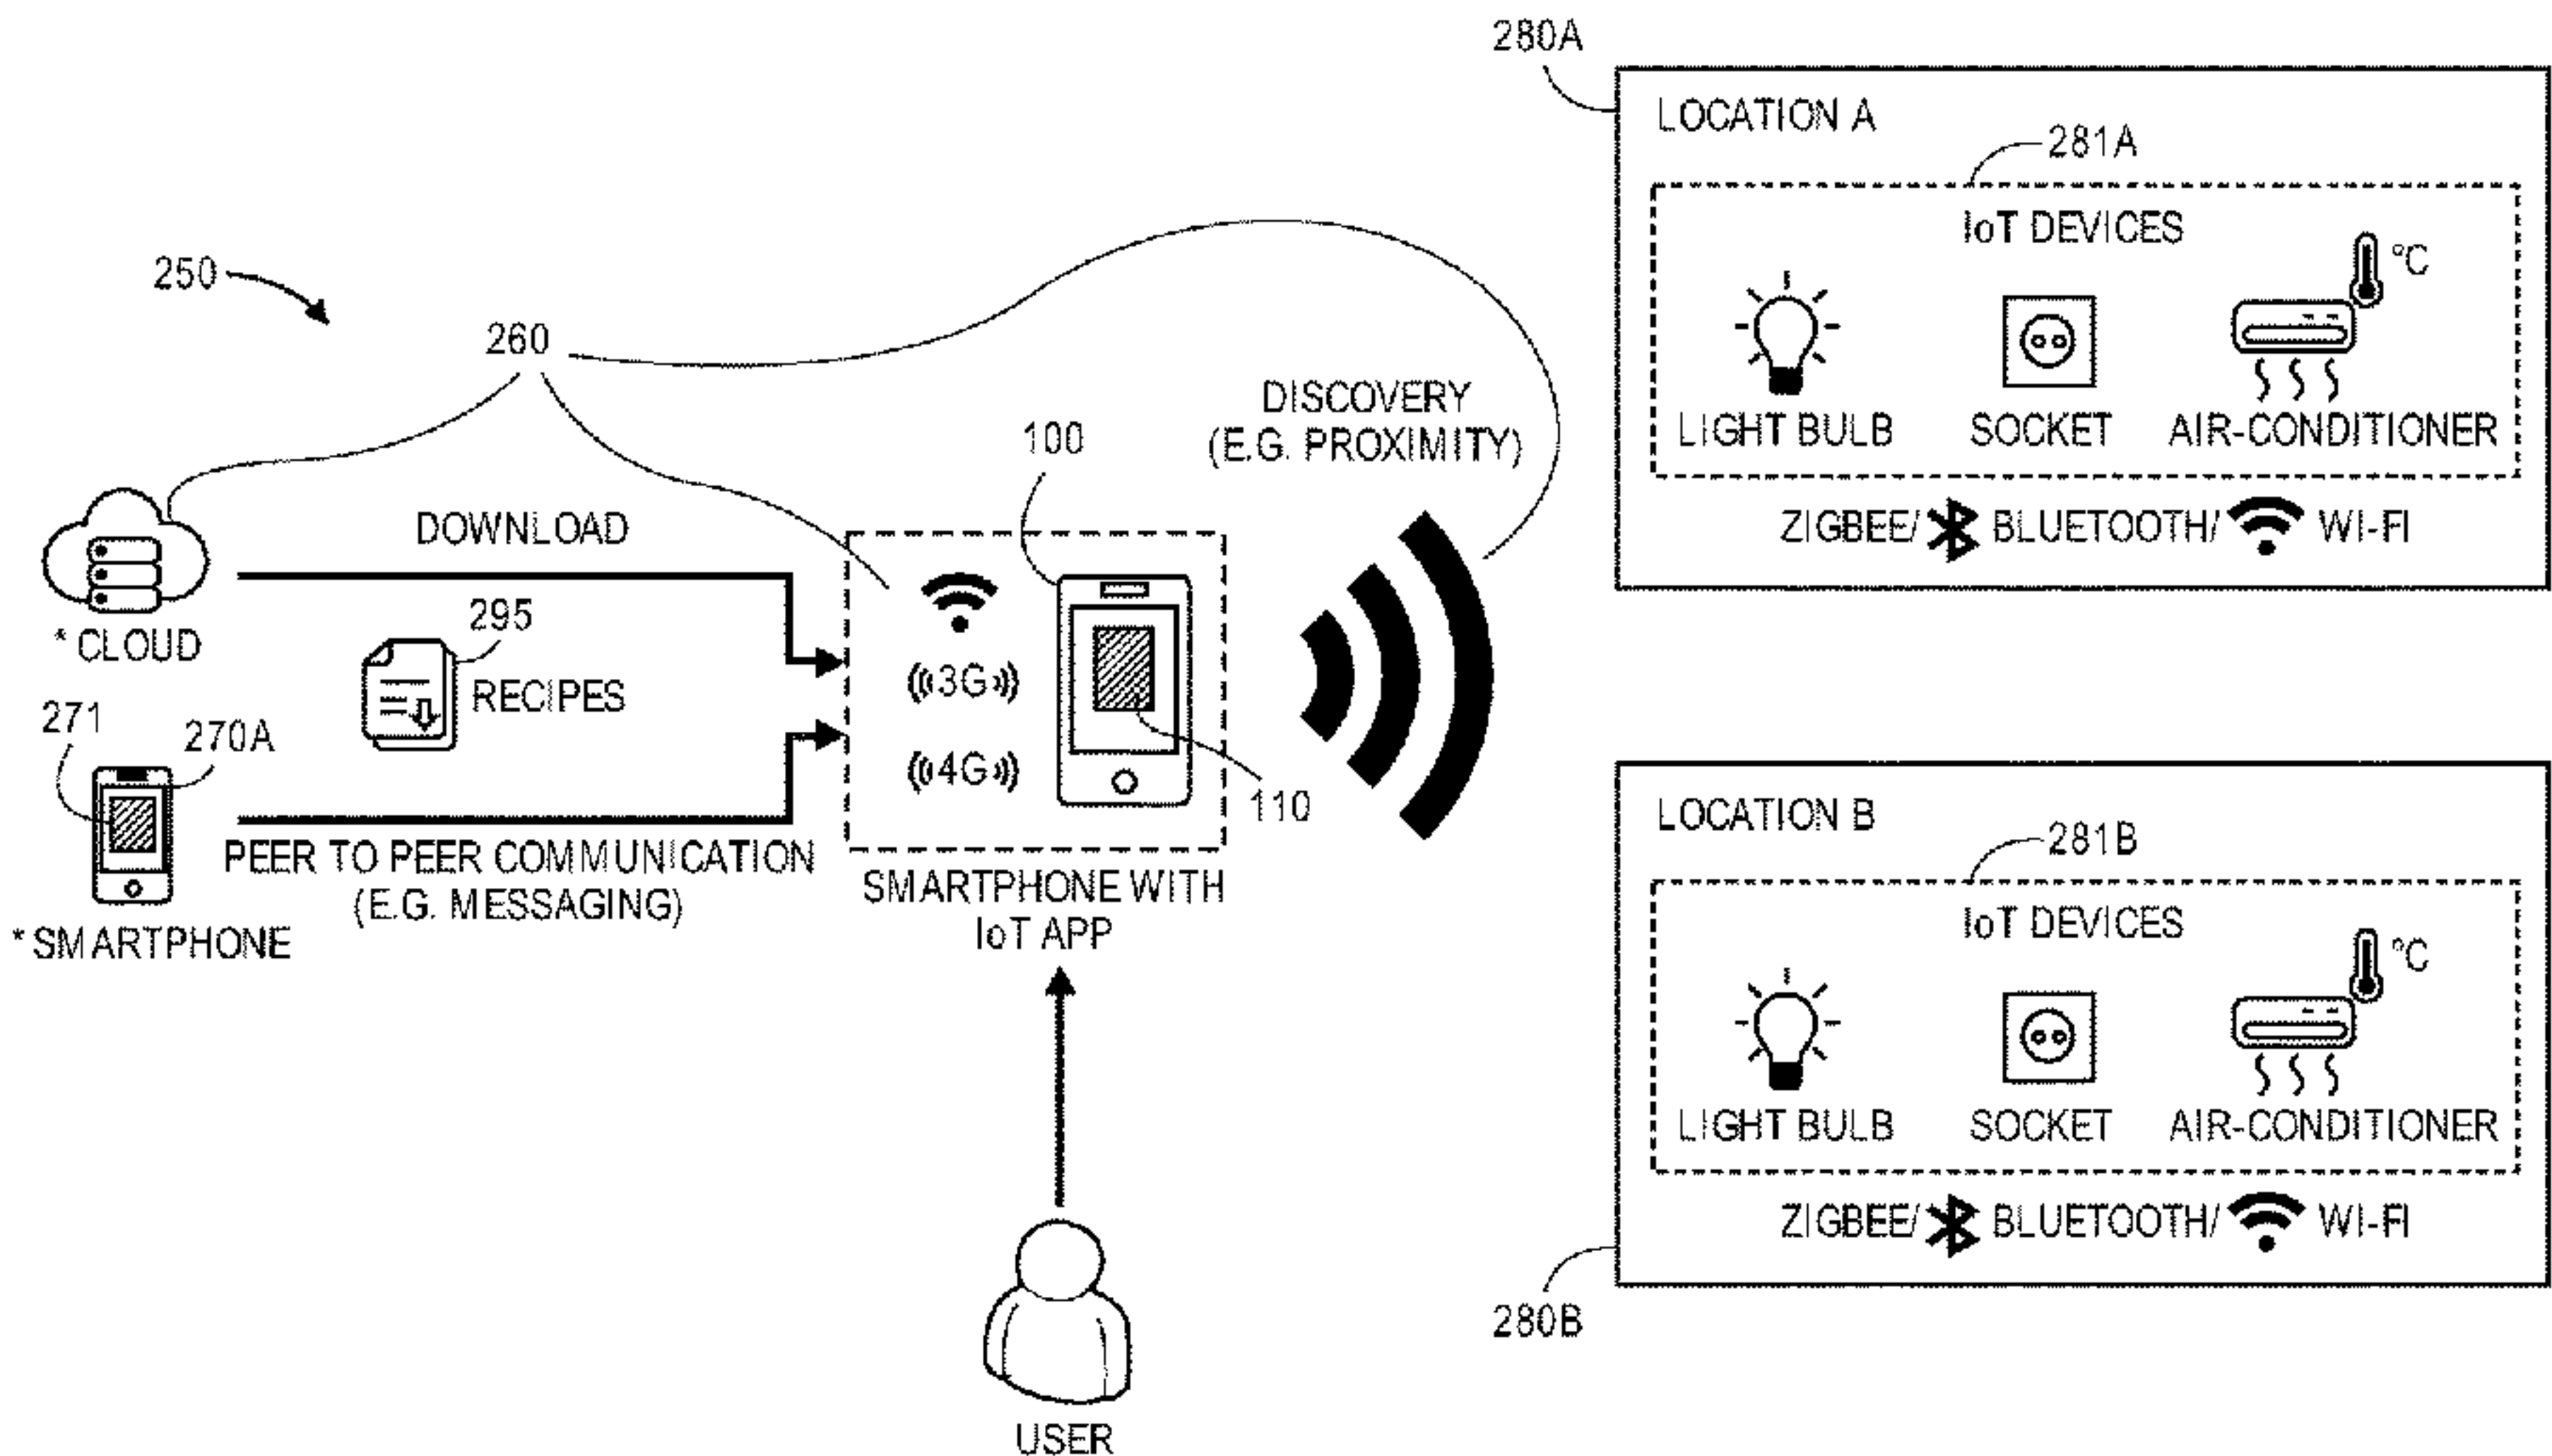 280A
LOCATION A
281A
IoT DEVICES
°C
LIGHT BULB
SOCKET
AIR-CONDITIONER
ZIGBEE/ BLUETOOTH/ WI-FI
250
260
DISCOVERY
(E.G. PROXIMITY)
100
DOWNLOAD
* CLOUD
295
RECIPES
271
270A
3G
4G
110
PEER TO PEER COMMUNICATION
(E.G. MESSAGING)
* SMARTPHONE
SMARTPHONE WITH
IoT APP
USER
LOCATION B
281B
IoT DEVICES
°C
LIGHT BULB
SOCKET
AIR-CONDITIONER
ZIGBEE/ BLUETOOTH/ WI-FI
280B